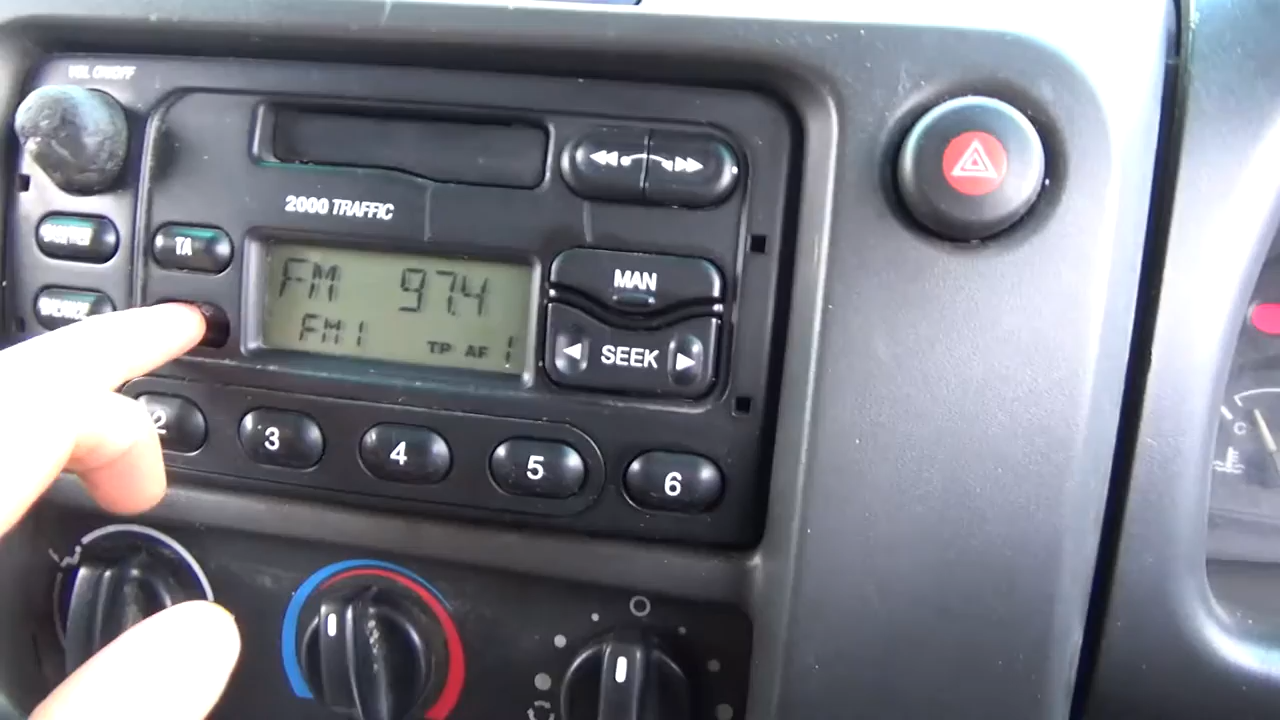 VOL ON/OFF
2000 TRAFFIC
TA
FM 97.4
FM1 TP AF 1
MAN
SEEK
2
3
4
5
6
C